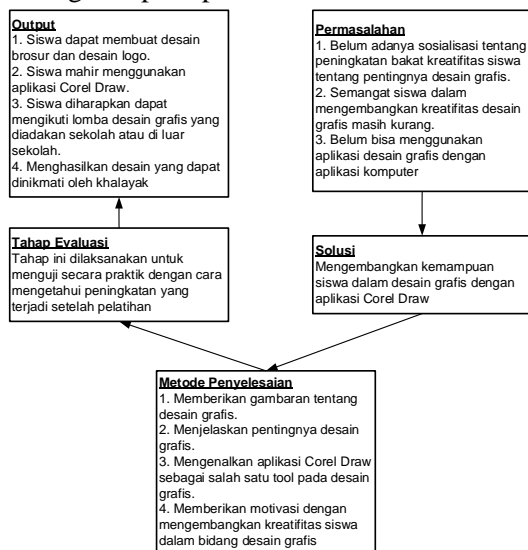 Output
1. Siswa dapat membuat desain
brosur dan desain logo.
2. Siswa mahir menggunakan
aplikasi Corel Draw.
3. Siswa diharapkan dapat
mengikuti lomba desain grafis yang
diadakan sekolah atau di luar
sekolah.
4. Menghasilkan desain yang dapat
dinikmati oleh khalayak
Permasalahan
1. Belum adanya sosialisasi tentang
peningkatan bakat kreatifitas siswa
tentang pentingnya desain grafis.
2. Semangat siswa dalam
mengembangkan kreatifitas desain
grafis masih kurang.
3. Belum bisa menggunakan
aplikasi desain grafis dengan
aplikasi komputer
Tahap Evaluasi
Tahap ini dilaksanakan untuk
menguji secara praktik dengan cara
mengetahui peningkatan yang
terjadi setelah pelatihan
Solusi
Mengembangkan kemampuan
siswa dalam desain grafis dengan
aplikasi Corel Draw
Metode Penyelesaian
1. Memberikan gambaran tentang
desain grafis.
2. Menjelaskan pentingnya desain
grafis.
3. Mengenalkan aplikasi Corel Draw
sebagai salah satu tool pada desain
grafis.
4. Memberikan motivasi dengan
mengembangkan kreatifitas siswa
dalam bidang desain grafis